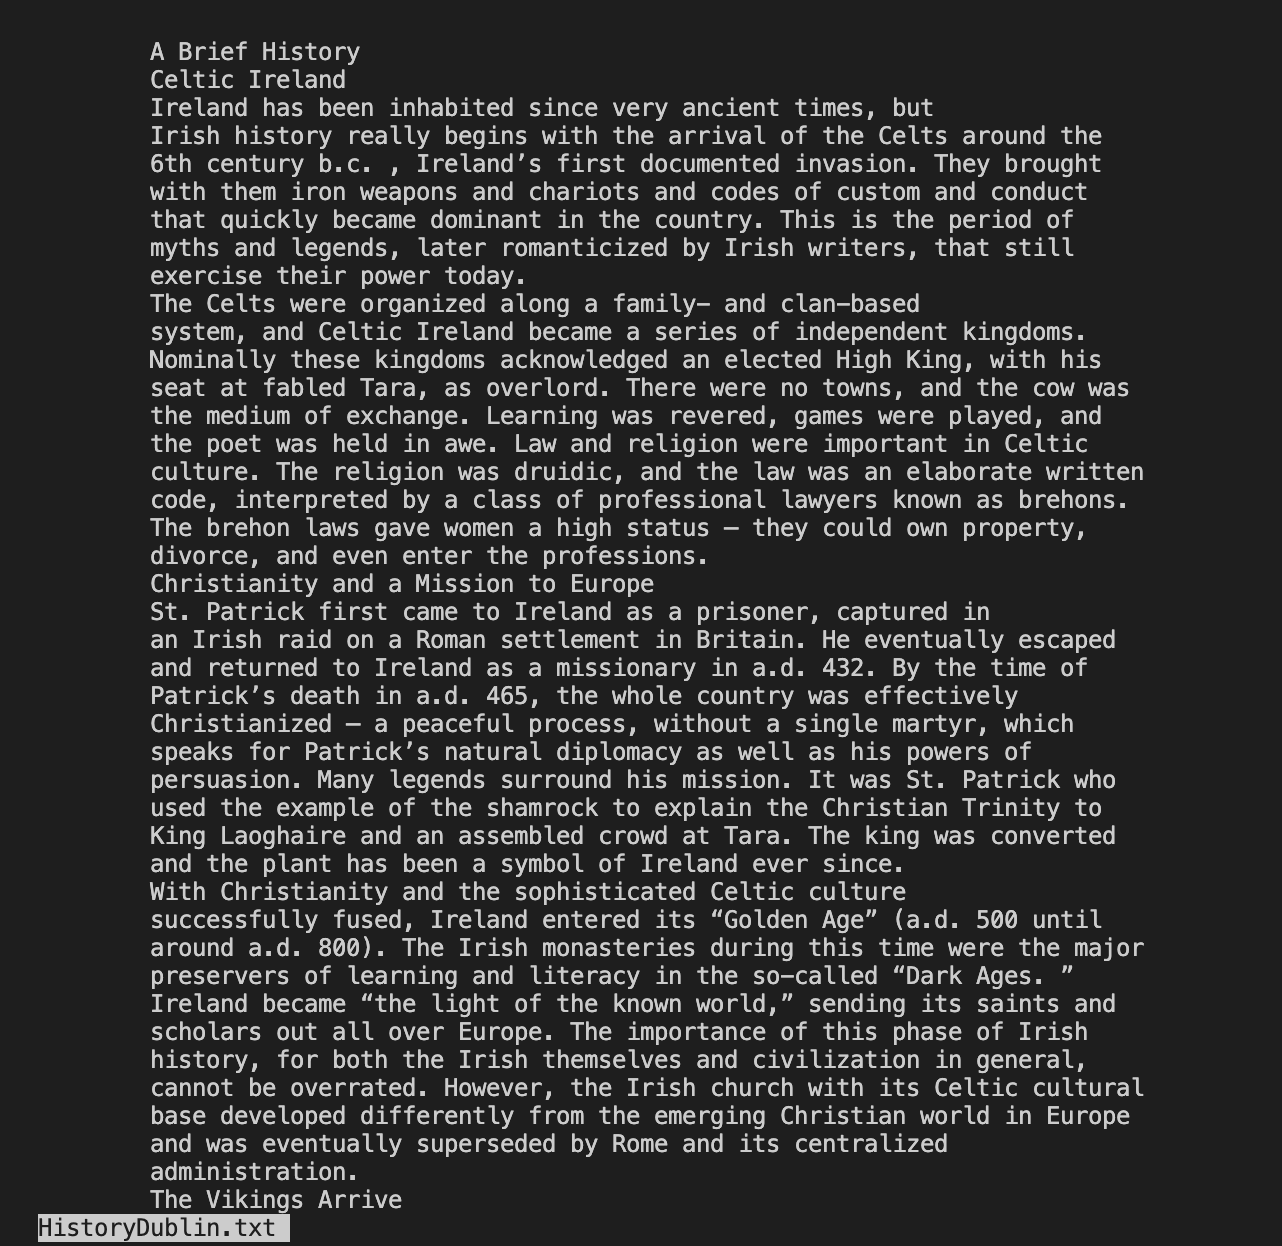 A Brief History
Celtic Ireland
Ireland has been inhabited since very ancient times, but
Irish history really begins with the arrival of the Celts around the
6th century b.c. , Ireland’s first documented invasion. They brought
with them iron weapons and chariots and codes of custom and conduct
that quickly became dominant in the country. This is the period of
myths and legends, later romanticized by Irish writers, that still
exercise their power today.
The Celts were organized along a family- and clan-based
system, and Celtic Ireland became a series of independent kingdoms.
Nominally these kingdoms acknowledged an elected High King, with his
seat at fabled Tara, as overlord. There were no towns, and the cow was
the medium of exchange. Learning was revered, games were played, and
the poet was held in awe. Law and religion were important in Celtic
culture. The religion was druidic, and the law was an elaborate written
code, interpreted by a class of professional lawyers known as brehons.
The brehon laws gave women a high status — they could own property,
divorce, and even enter the professions.
Christianity and a Mission to Europe
St. Patrick first came to Ireland as a prisoner, captured in
an Irish raid on a Roman settlement in Britain. He eventually escaped
and returned to Ireland as a missionary in a.d. 432. By the time of
Patrick’s death in a.d. 465, the whole country was effectively
Christianized — a peaceful process, without a single martyr, which
speaks for Patrick’s natural diplomacy as well as his powers of
persuasion. Many legends surround his mission. It was St. Patrick who
used the example of the shamrock to explain the Christian Trinity to
King Laoghaire and an assembled crowd at Tara. The king was converted
and the plant has been a symbol of Ireland ever since.
With Christianity and the sophisticated Celtic culture
successfully fused, Ireland entered its “Golden Age” (a.d. 500 until
around a.d. 800). The Irish monasteries during this time were the major
preservers of learning and literacy in the so-called “Dark Ages. ”
Ireland became “the light of the known world,” sending its saints and
scholars out all over Europe. The importance of this phase of Irish
history, for both the Irish themselves and civilization in general,
cannot be overrated. However, the Irish church with its Celtic cultural
base developed differently from the emerging Christian world in Europe
and was eventually superseded by Rome and its centralized
administration.
The Vikings Arrive
HistoryDublin.txt